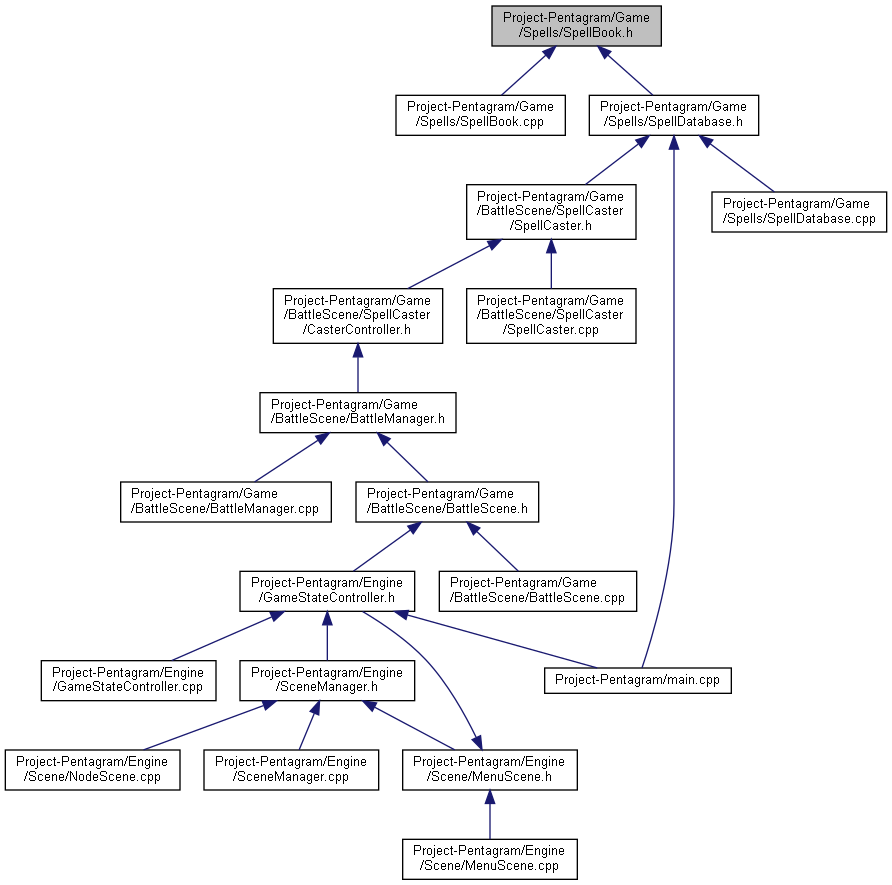 Project-Pentagram/Game
/Spells/SpellBook.h
Project-Pentagram/Game
/Spells/SpellBook.cpp
Project-Pentagram/Game
/Spells/SpellDatabase.h
Project-Pentagram/Game
/BattleScene/SpellCaster
/SpellCaster.h
Project-Pentagram/Game
/Spells/SpellDatabase.cpp
Project-Pentagram/Game
/BattleScene/SpellCaster
/CasterController.h
Project-Pentagram/Game
/BattleScene/SpellCaster
/SpellCaster.cpp
Project-Pentagram/Game
/BattleScene/BattleManager.h
Project-Pentagram/Game
/BattleScene/BattleManager.cpp
Project-Pentagram/Game
/BattleScene/BattleScene.h
Project-Pentagram/Engine
/GameStateController.h
Project-Pentagram/Game
/BattleScene/BattleScene.cpp
Project-Pentagram/Engine
/GameStateController.cpp
Project-Pentagram/Engine
/SceneManager.h
Project-Pentagram/main.cpp
Project-Pentagram/Engine
/Scene/NodeScene.cpp
Project-Pentagram/Engine
/SceneManager.cpp
Project-Pentagram/Engine
/Scene/MenuScene.h
Project-Pentagram/Engine
/Scene/MenuScene.cpp